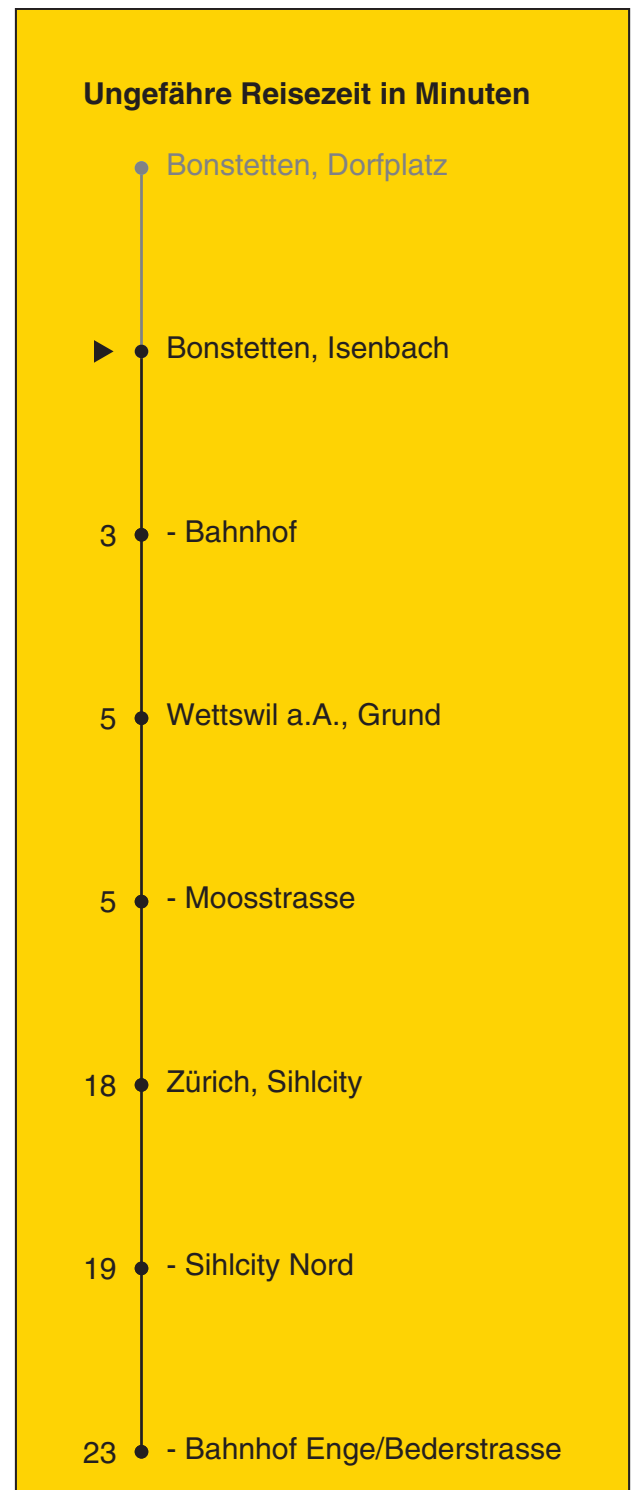 Ungefähre Reisezeit in Minuten
Bonstetten, Dorfplatz
Bonstetten, Isenbach
3 - Bahnhof
5 Wettswil a.A., Grund
5 - Moosstrasse
18 Zürich, Sihlcity
19 - Sihlcity Nord
23 - Bahnhof Enge/Bederstrasse